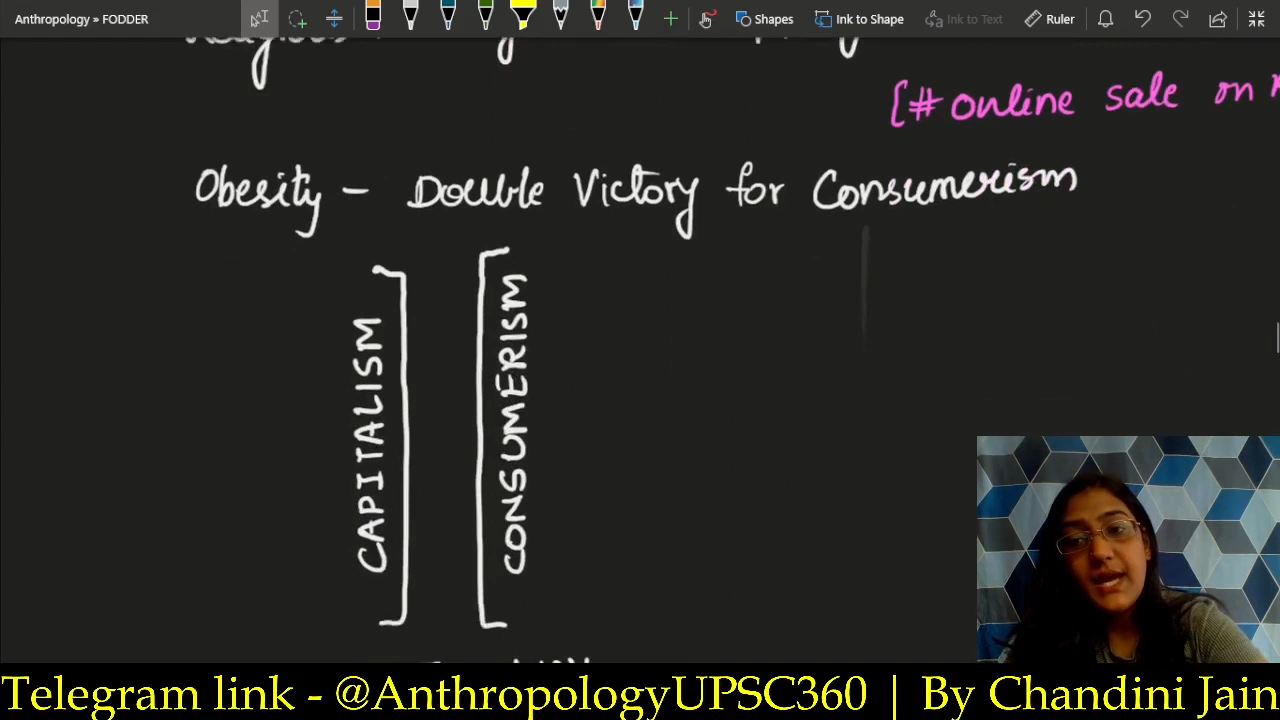 Anthropology » FODDER
Shapes
Ink to Shape
Ink to Text
Ruler
[# online sale on
Obesity - Double Victory for Consumerism
CAPITALISM
CONSUMERISM
Telegram link - @AnthropologyUPSC360 | By Chandini Jain